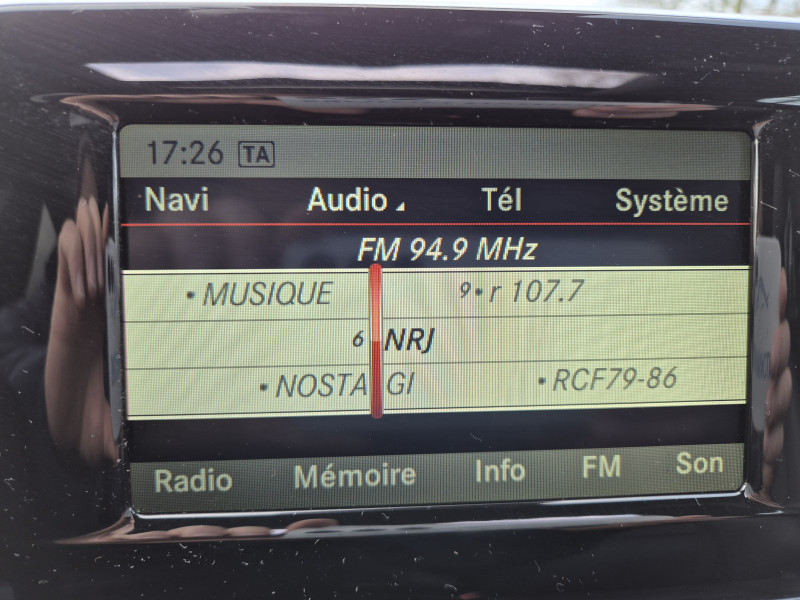 17:26 TA
Navi Audio Tél Système
FM 94.9 MHz
• MUSIQUE 9• r 107.7
6 NRJ
• NOSTA GI • RCF79-86
Radio Mémoire Info FM Son